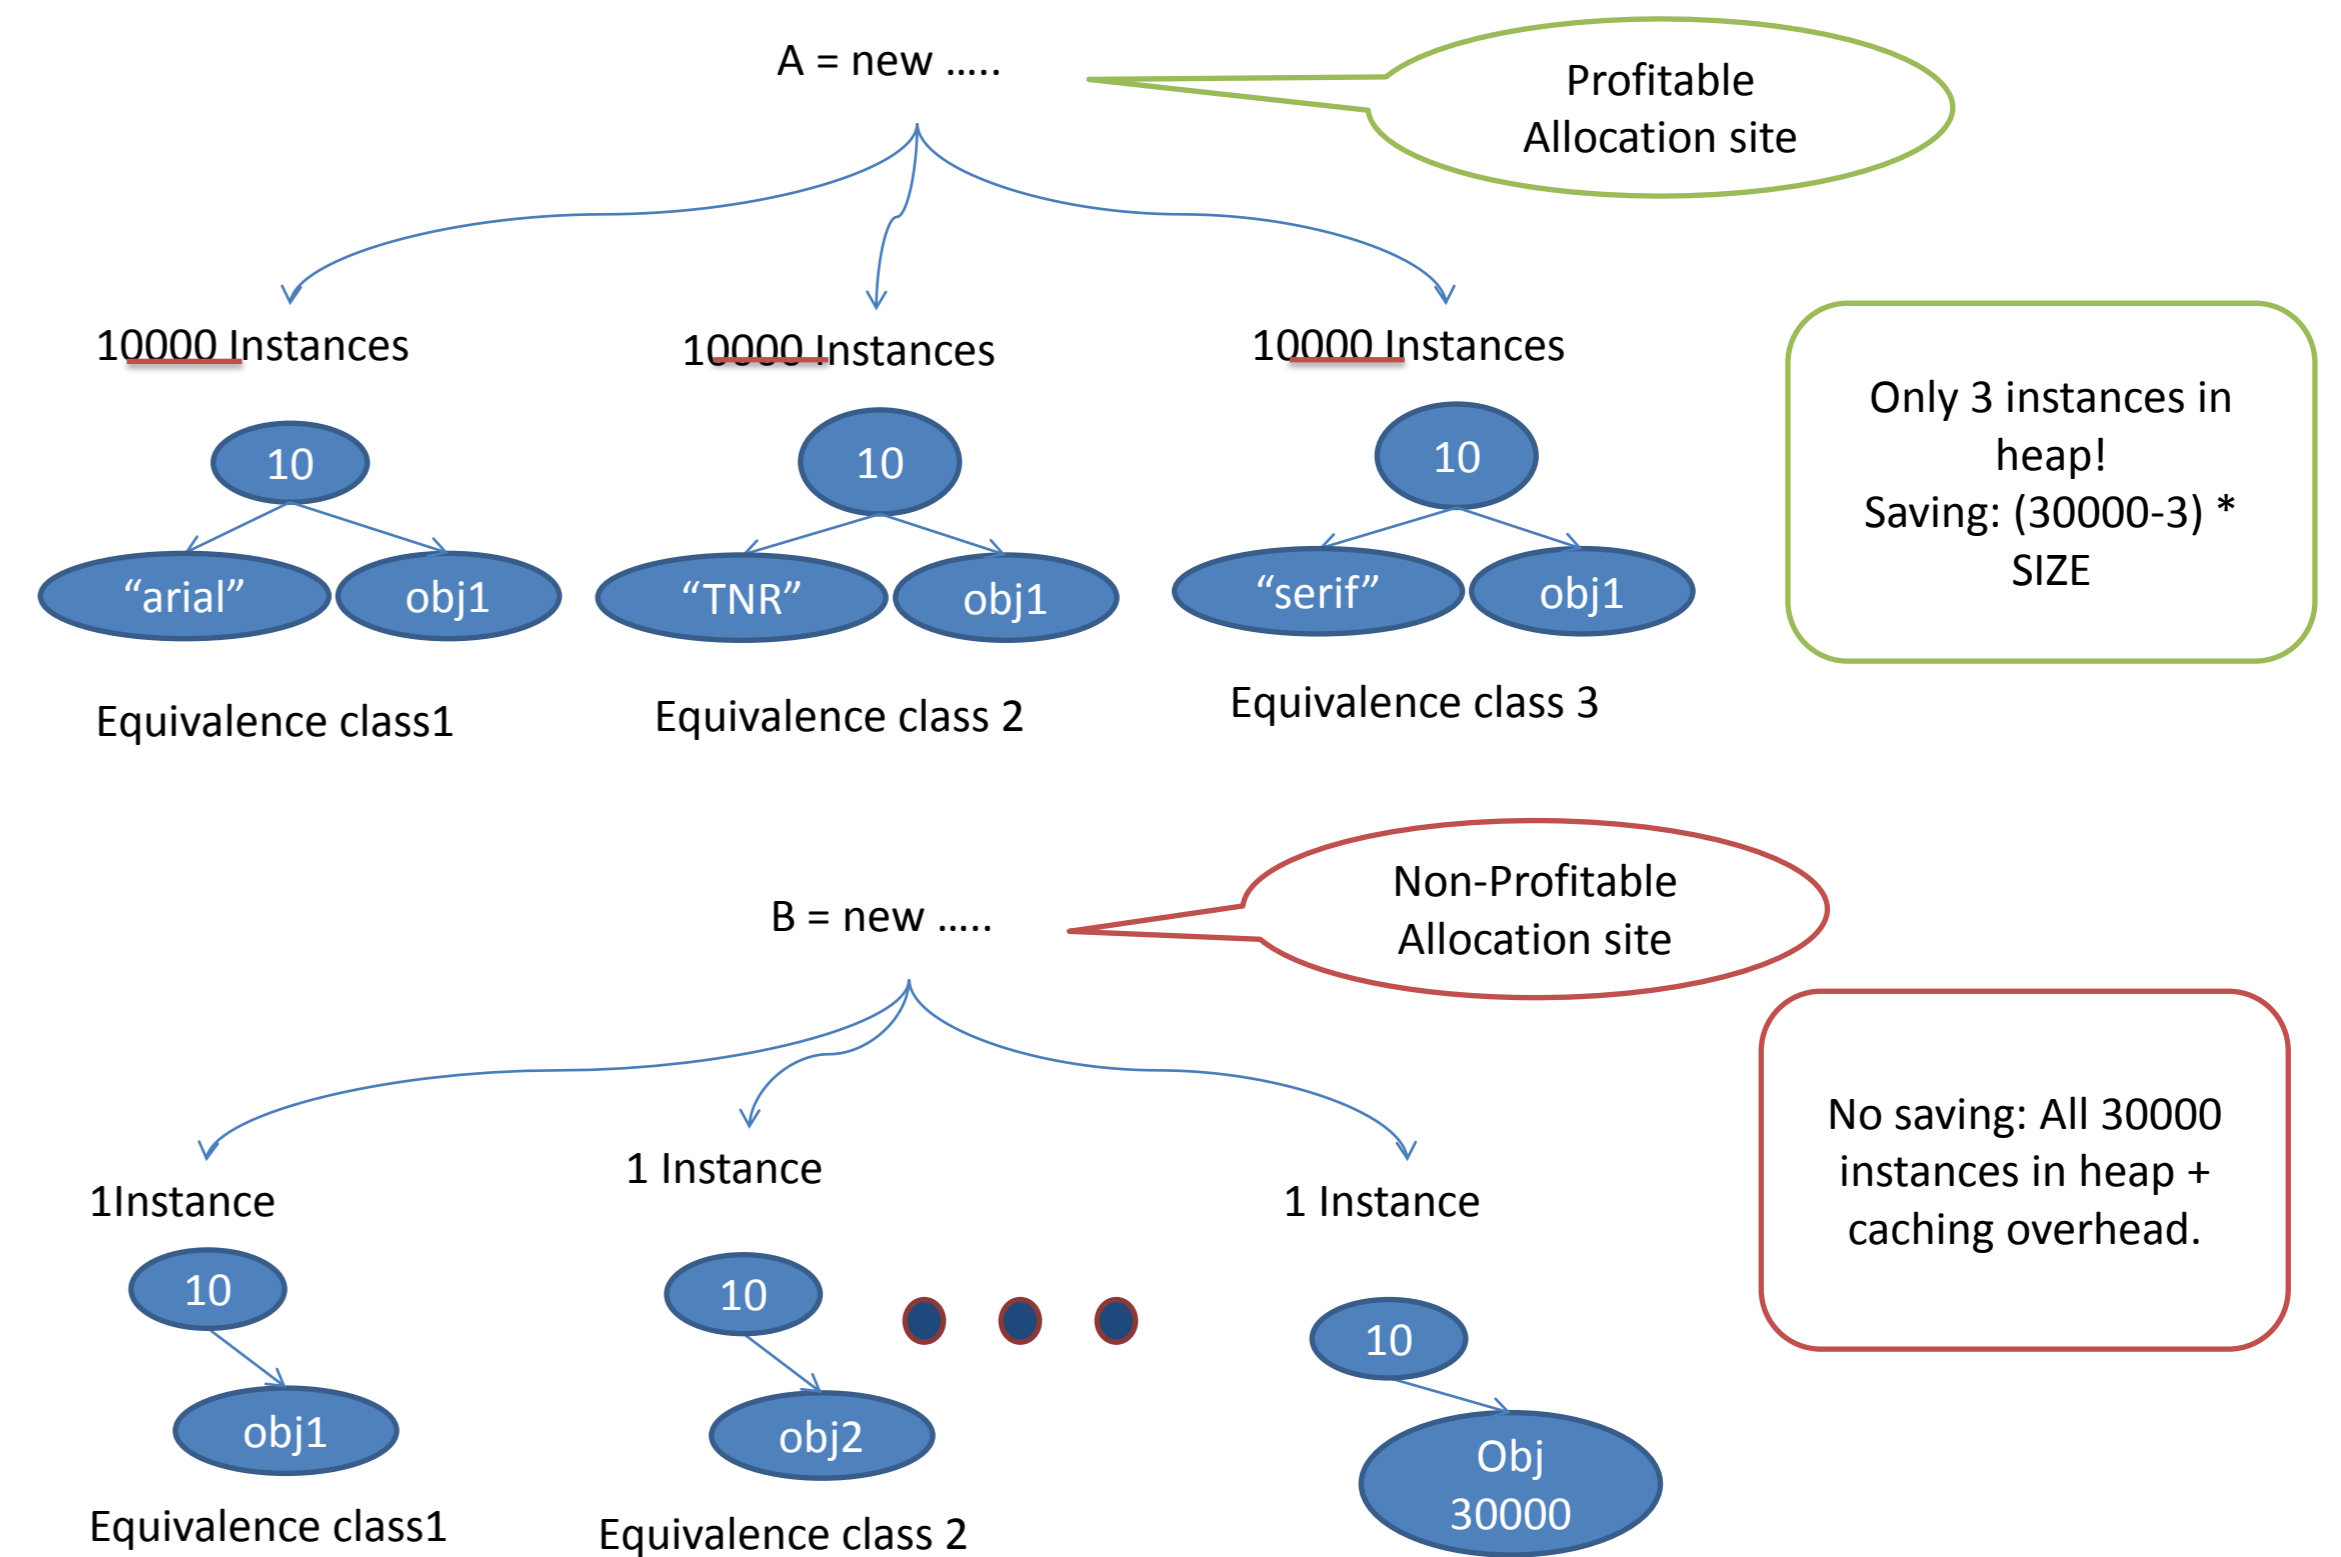 A = new .....
Profitable
Allocation site
10000 Instances
10000 Instances
10000 Instances
10
10
10
“arial”
obj1
“TNR”
obj1
“serif”
obj1
Only 3 instances in
heap!
Saving: (30000-3) *
SIZE
Equivalence class1
Equivalence class 2
Equivalence class 3
B = new .....
Non-Profitable
Allocation site
1Instance
1 Instance
1 Instance
10
10
10
obj1
obj2
Obj
30000
No saving: All 30000
instances in heap +
caching overhead.
Equivalence class1
Equivalence class 2